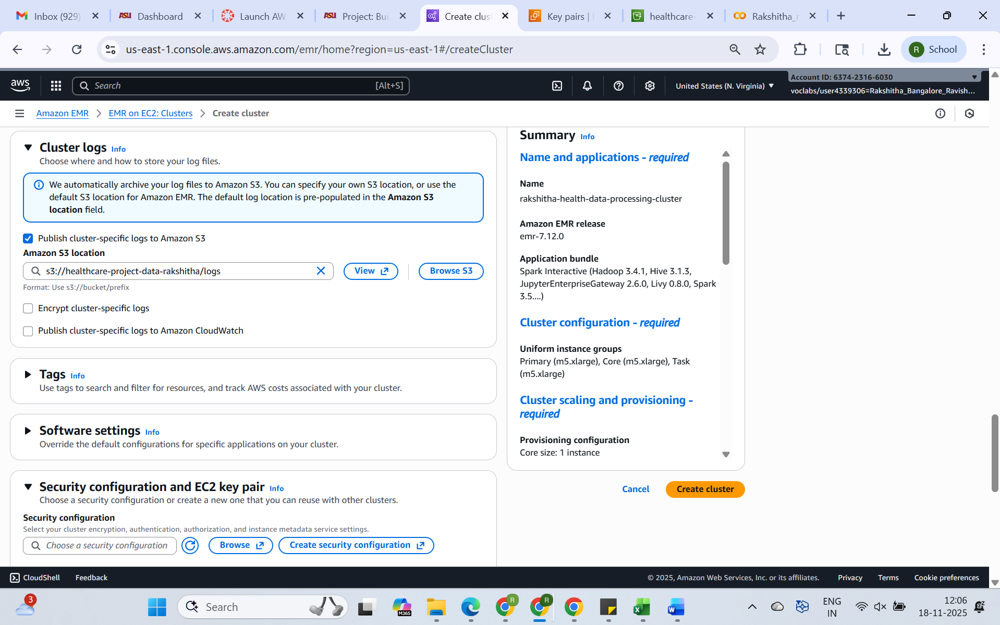 Inbox (929)
Dashboard
Launch AW
Project: Bui
Create clus
Key pairs |
healthcare-
Rakshitha_r
us-east-1.console.aws.amazon.com/emr/home?region=us-east-1#/createCluster
School
aws
Search
[Alt+S]
United States (N. Virginia)
Account ID: 6374-2316-6030
voclabs/user4339306=Rakshitha_Bangalore_Ravish...
Amazon EMR
EMR on EC2: Clusters
Create cluster
Cluster logs Info
Choose where and how to store your log files.
We automatically archive your log files to Amazon S3. You can specify your own S3 location, or use the
default S3 location for Amazon EMR. The default log location is pre-populated in the Amazon S3
location field.
Publish cluster-specific logs to Amazon S3
Amazon S3 location
s3://healthcare-project-data-rakshitha/logs
View
Browse S3
Format: Use s3://bucket/prefix
Encrypt cluster-specific logs
Publish cluster-specific logs to Amazon CloudWatch
Tags Info
Use tags to search and filter for resources, and track AWS costs associated with your cluster.
Software settings Info
Override the default configurations for specific applications on your cluster.
Security configuration and EC2 key pair Info
Choose a security configuration or create a new one that you can reuse with other clusters.
Security configuration
Select your cluster encryption, authentication, authorization, and instance metadata service settings.
Choose a security configuration
Browse
Create security configuration
Summary Info
Name and applications - required
Name
rakshitha-health-data-processing-cluster
Amazon EMR release
emr-7.12.0
Application bundle
Spark Interactive (Hadoop 3.4.1, Hive 3.1.3,
JupyterEnterpriseGateway 2.6.0, Livy 0.8.0, Spark
3.5....)
Cluster configuration - required
Uniform instance groups
Primary (m5.xlarge), Core (m5.xlarge), Task
(m5.xlarge)
Cluster scaling and provisioning -
required
Provisioning configuration
Core size: 1 instance
Cancel
Create cluster
CloudShell
Feedback
© 2025, Amazon Web Services, Inc. or its affiliates.
Privacy
Terms
Cookie preferences
3
Search
M365
ENG
IN
12:06
18-11-2025